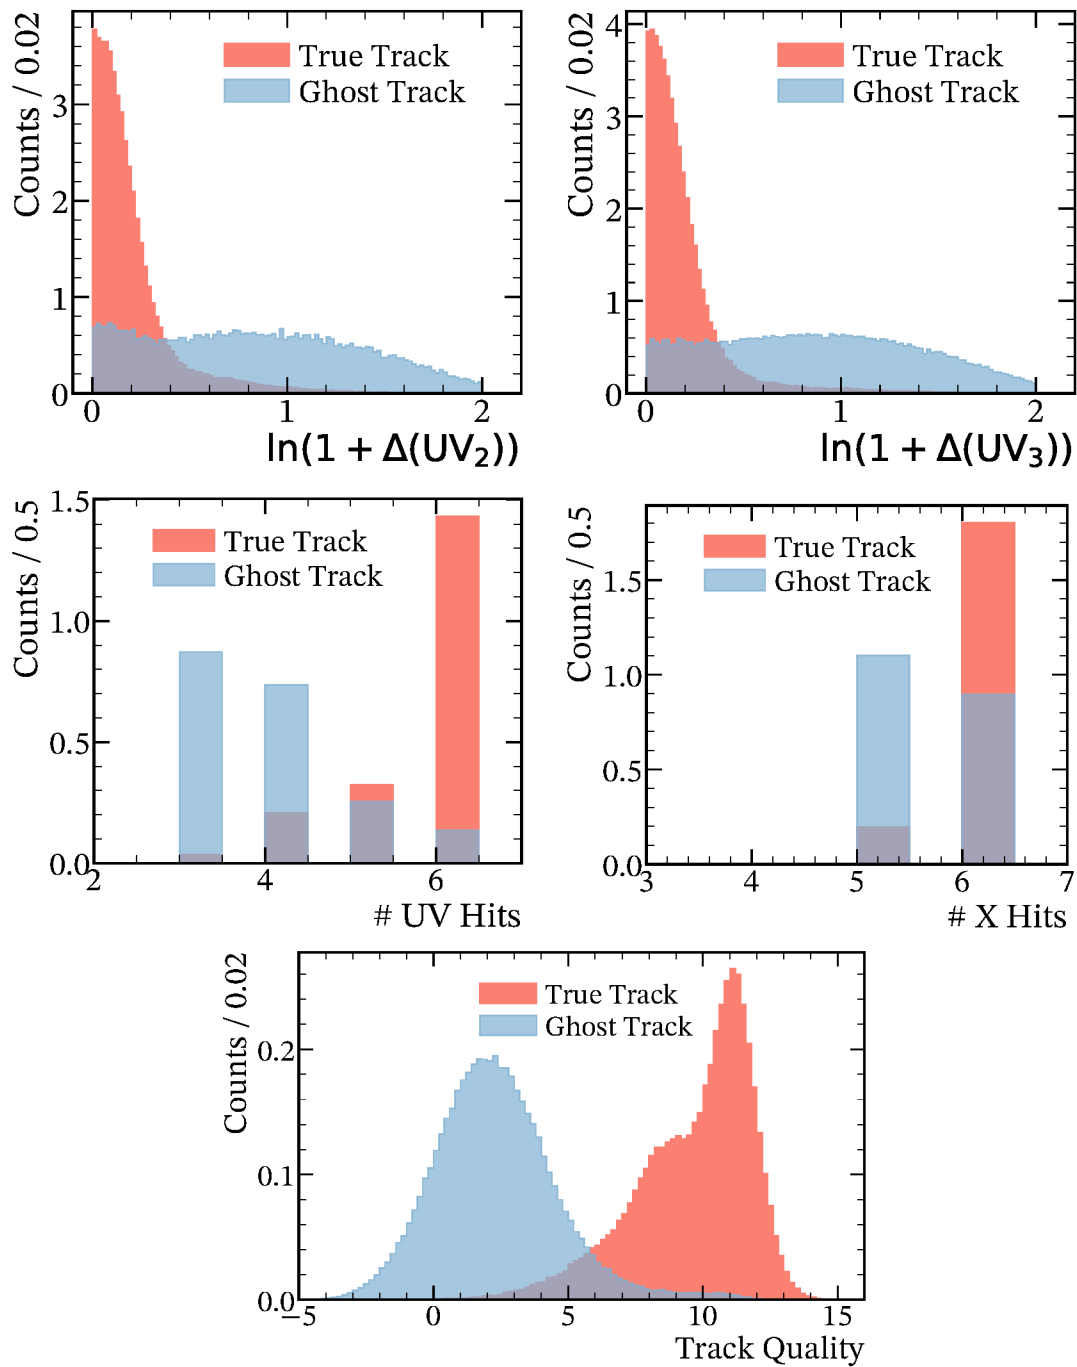 Counts / 0.02
3
2
1
0
True Track
Ghost Track
0 1 2
ln(1 + Δ(UV₂))
Counts / 0.02
4
3
2
1
0
True Track
Ghost Track
0 1 2
ln(1 + Δ(UV₃))
Counts / 0.5
1.5
1.0
0.5
0.0
True Track
Ghost Track
2 4 6
# UV Hits
Counts / 0.5
1.5
1.0
0.5
0.0
True Track
Ghost Track
3 4 5 6 7
# X Hits
Counts / 0.02
0.2
0.1
0.0
True Track
Ghost Track
−5 0 5 10 15
Track Quality